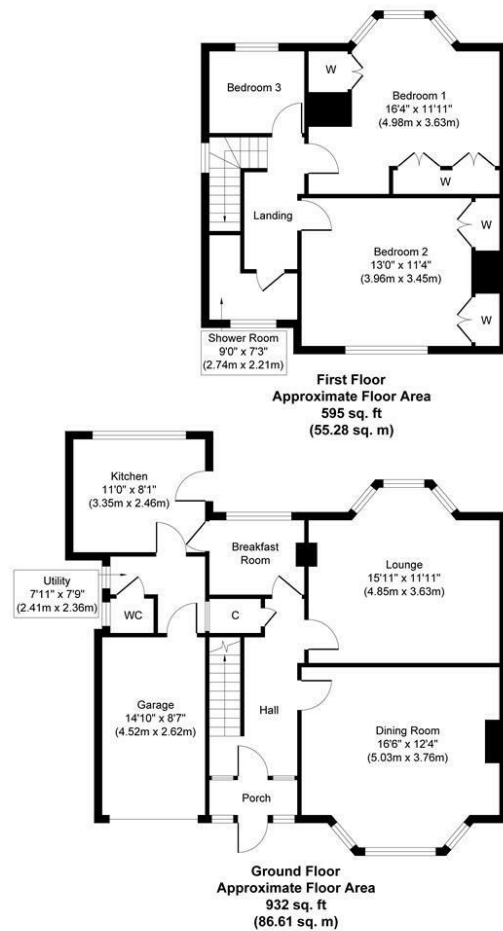 Bedroom 3
W
Bedroom 1
16'4" x 11'11"
(4.98m x 3.63m)
W
Landing
Bedroom 2
13'0" x 11'4"
(3.96m x 3.45m)
W
W
Shower Room
9'0" x 7'3"
(2.74m x 2.21m)
First Floor
Approximate Floor Area
595 sq. ft
(55.28 sq. m)
Kitchen
11'0" x 8'1"
(3.35m x 2.46m)
Breakfast
Room
Lounge
15'11" x 11'11"
(4.85m x 3.63m)
Utility
7'11" x 7'9"
(2.41m x 2.36m)
WC
C
Garage
14'10" x 8'7"
(4.52m x 2.62m)
Hall
Dining Room
16'6" x 12'4"
(5.03m x 3.76m)
Porch
Ground Floor
Approximate Floor Area
932 sq. ft
(86.61 sq. m)